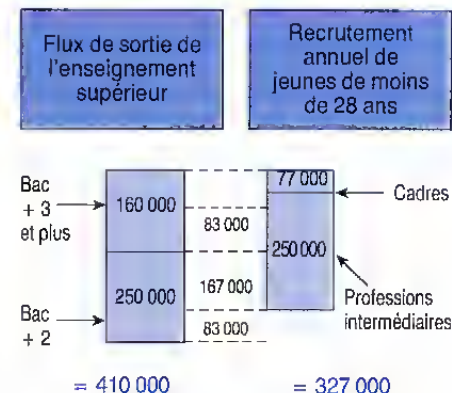 Flux de sortie de
l'enseignement
supérieur
Recrutement
annuel de
jeunes de moins
de 28 ans
Bac
+ 3
et plus
160 000
83 000
77 000
Cadres
250 000
Bac
+ 2
250 000
167 000
83 000
Professions
intermédiaires
= 410 000
= 327 000